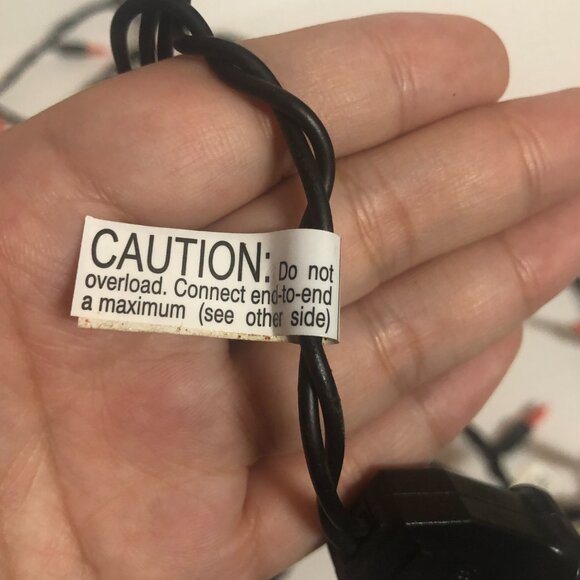 CAUTION: Do not
overload. Connect end-to-end
a maximum (see other side)